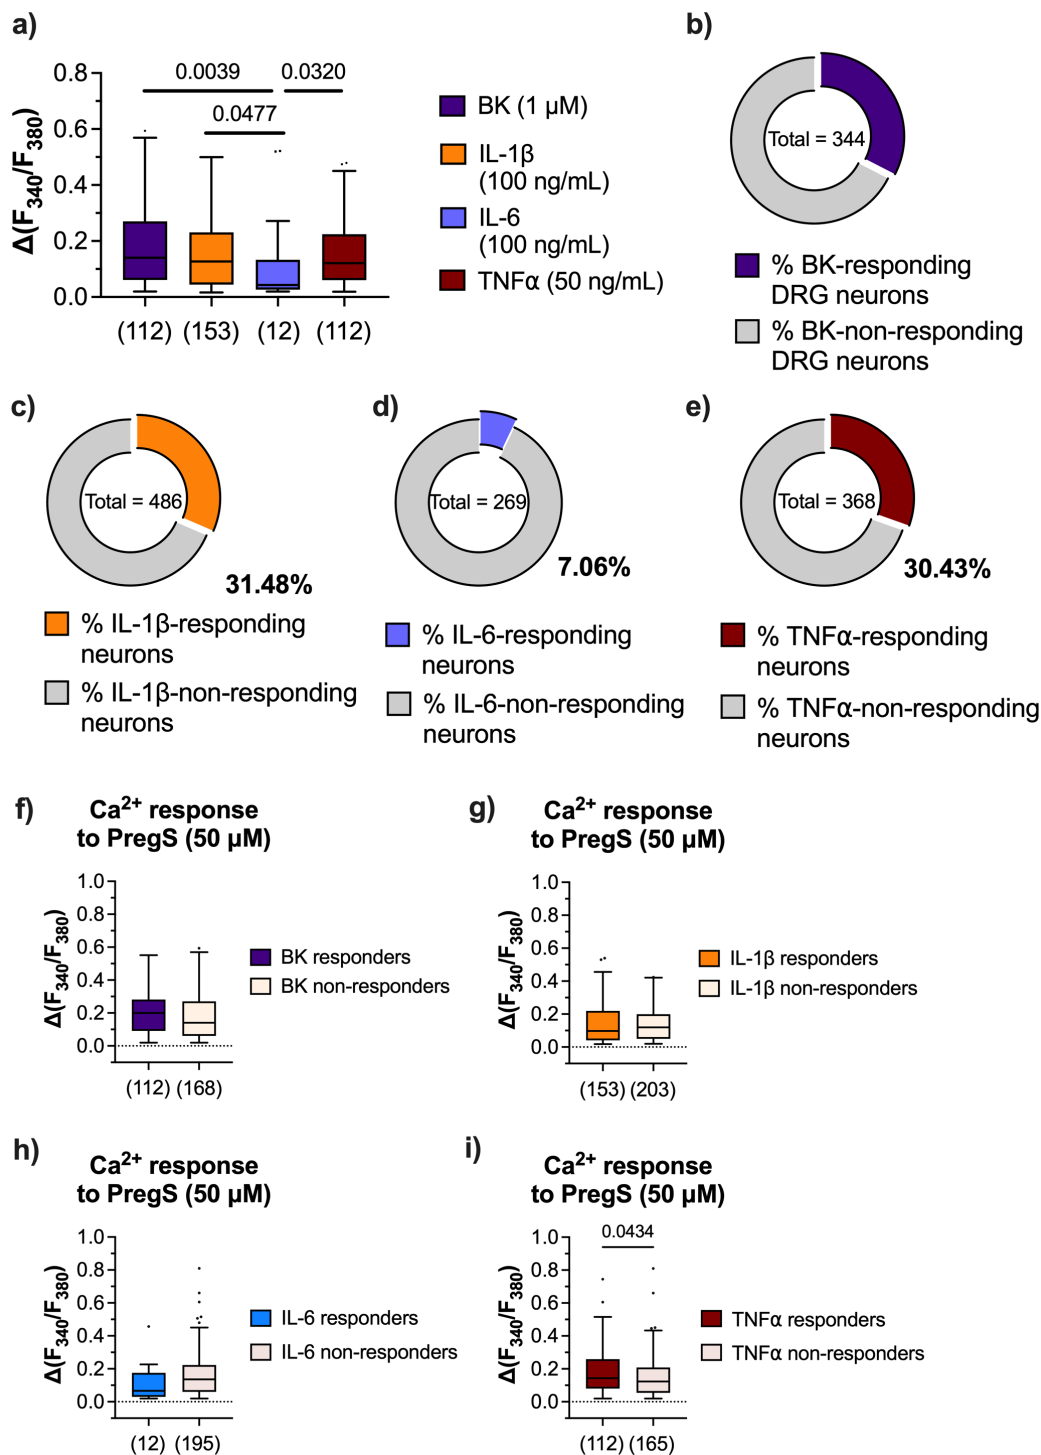 a)
0.8
0.6
0.4
0.2
0.0
Δ(F340/F380)
0.0039
0.0320
0.0477
(112) (153) (12) (112)
BK (1 µM)
IL-1β
(100 ng/mL)
IL-6
(100 ng/mL)
TNFα (50 ng/mL)
b)
Total = 344
% BK-responding
DRG neurons
% BK-non-responding
DRG neurons
c)
Total = 486
31.48%
% IL-1β-responding
neurons
% IL-1β-non-responding
neurons
d)
Total = 269
7.06%
% IL-6-responding
neurons
% IL-6-non-responding
neurons
e)
Total = 368
30.43%
% TNFα-responding
neurons
% TNFα-non-responding
neurons
f)
Ca2+ response
to PregS (50 µM)
1.0
0.8
0.6
0.4
0.2
0.0
Δ(F340/F380)
(112) (168)
BK responders
BK non-responders
g)
Ca2+ response
to PregS (50 µM)
1.0
0.8
0.6
0.4
0.2
0.0
Δ(F340/F380)
(153) (203)
IL-1β responders
IL-1β non-responders
h)
Ca2+ response
to PregS (50 µM)
1.0
0.8
0.6
0.4
0.2
0.0
Δ(F340/F380)
(12) (195)
IL-6 responders
IL-6 non-responders
i)
Ca2+ response
to PregS (50 µM)
1.0
0.8
0.6
0.4
0.2
0.0
Δ(F340/F380)
0.0434
(112) (165)
TNFα responders
TNFα non-responders